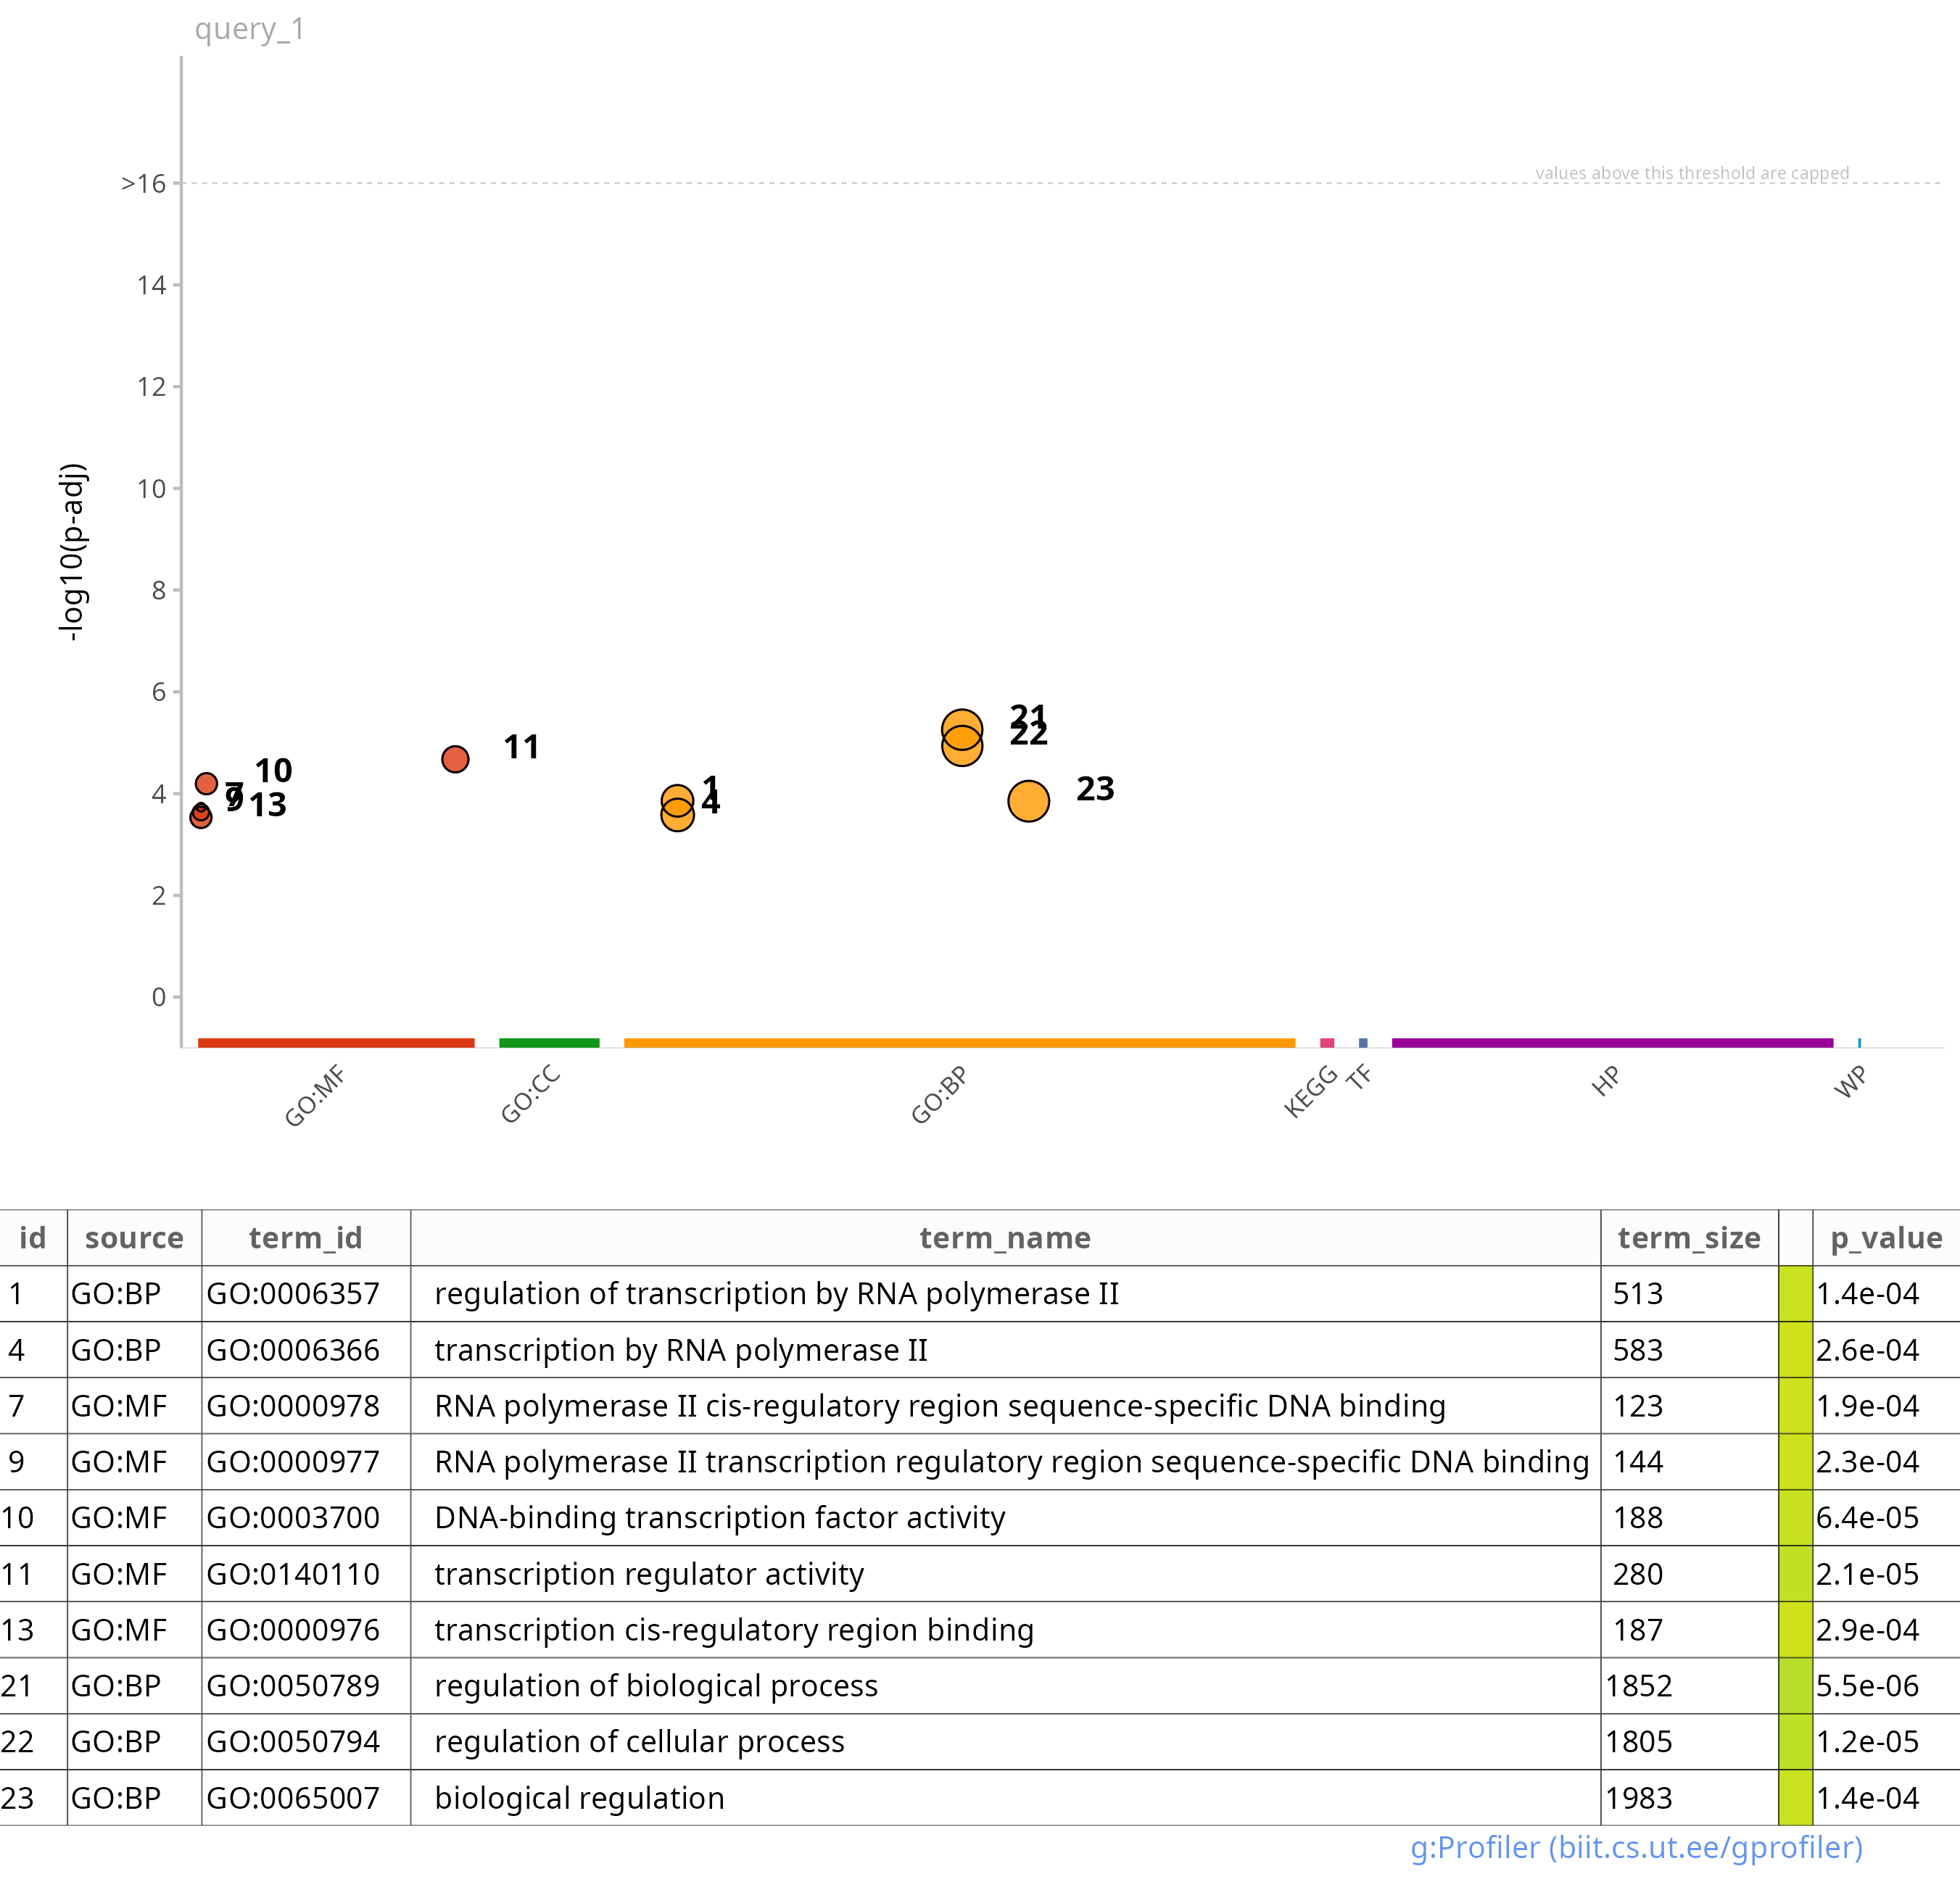 query_1
>16
values above this threshold are capped
14
12
10
8
6
4
2
0
-log10(p-adj)
21
22
11
10
1
4
23
7
9
13
GO:MF
GO:CC
GO:BP
KEGG
TF
HP
WP
id source term_id term_name term_size p_value
1 GO:BP GO:0006357 regulation of transcription by RNA polymerase II 513 1.4e-04
4 GO:BP GO:0006366 transcription by RNA polymerase II 583 2.6e-04
7 GO:MF GO:0000978 RNA polymerase II cis-regulatory region sequence-specific DNA binding 123 1.9e-04
9 GO:MF GO:0000977 RNA polymerase II transcription regulatory region sequence-specific DNA binding 144 2.3e-04
10 GO:MF GO:0003700 DNA-binding transcription factor activity 188 6.4e-05
11 GO:MF GO:0140110 transcription regulator activity 280 2.1e-05
13 GO:MF GO:0000976 transcription cis-regulatory region binding 187 2.9e-04
21 GO:BP GO:0050789 regulation of biological process 1852 5.5e-06
22 GO:BP GO:0050794 regulation of cellular process 1805 1.2e-05
23 GO:BP GO:0065007 biological regulation 1983 1.4e-04
g:Profiler (biit.cs.ut.ee/gprofiler)